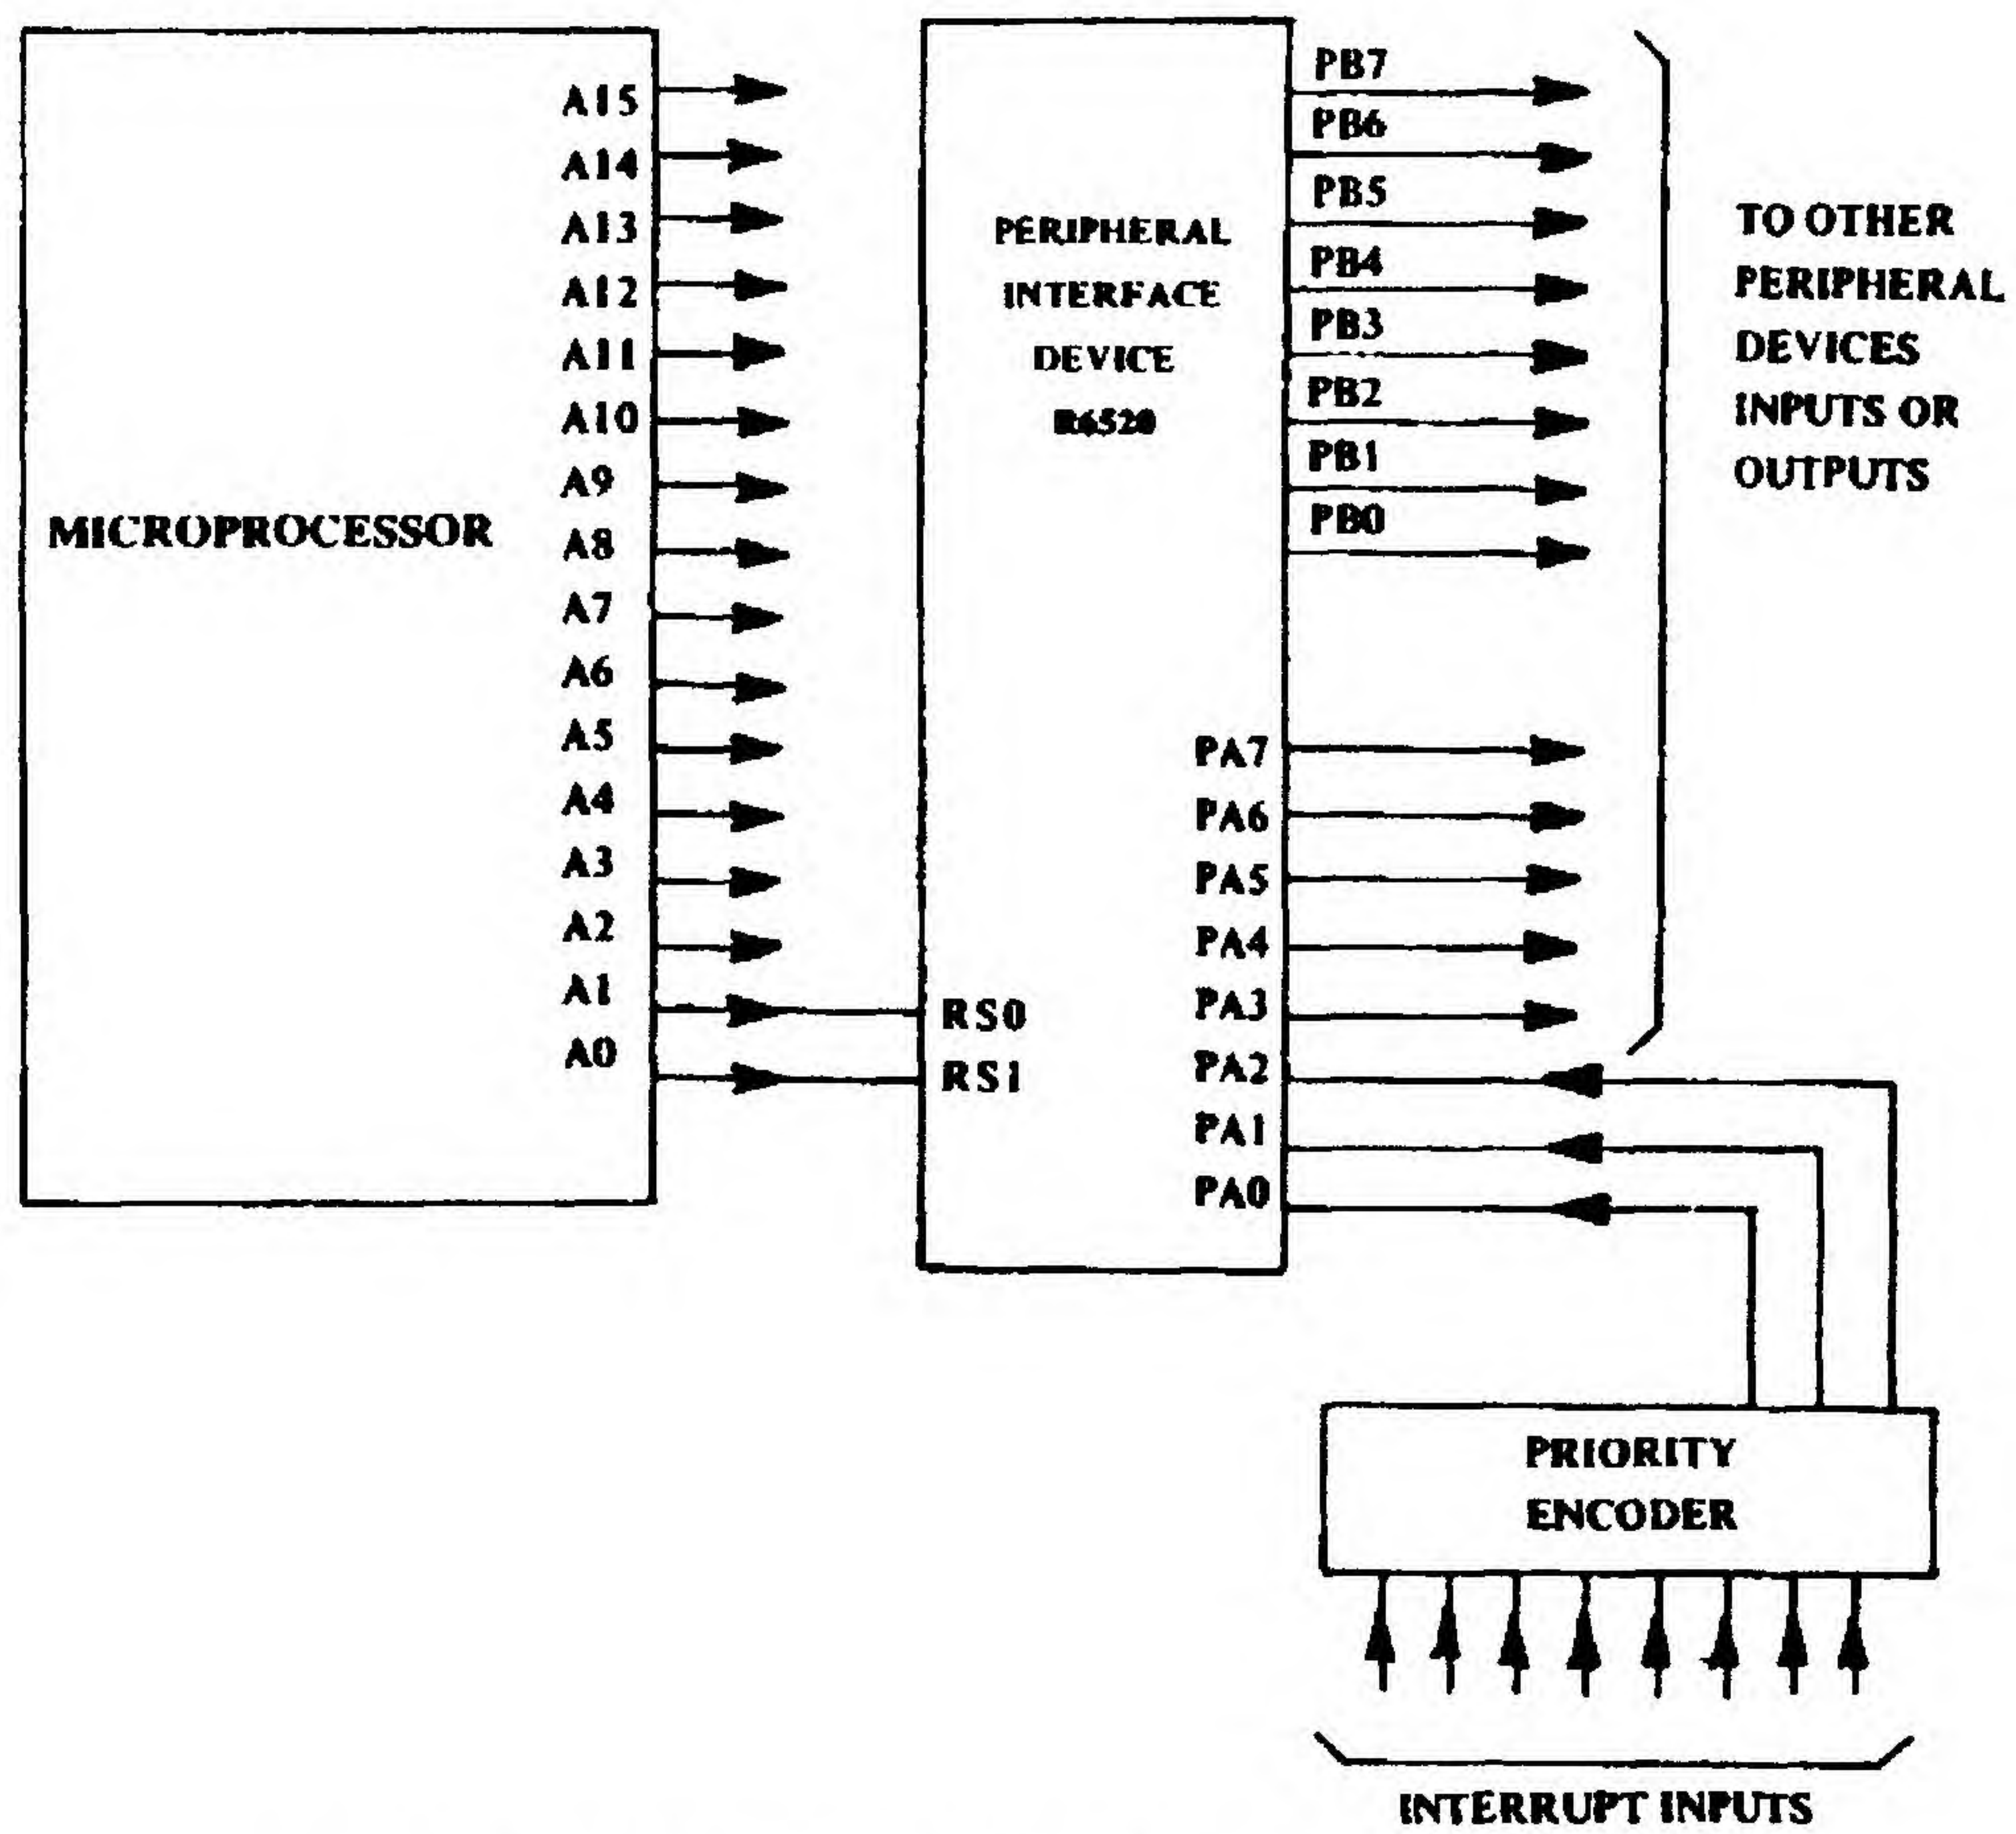 MICROPROCESSOR
A15
A14
A13
A12
A11
A10
A9
A8
A7
A6
A5
A4
A3
A2
A1
A0
PERIPHERAL
INTERFACE
DEVICE
R6520
RS0
RS1
PB7
PB6
PB5
PB4
PB3
PB2
PB1
PB0
PA7
PA6
PA5
PA4
PA3
PA2
PA1
PA0
TO OTHER
PERIPHERAL
DEVICES
INPUTS OR
OUTPUTS
PRIORITY
ENCODER
INTERRUPT INPUTS